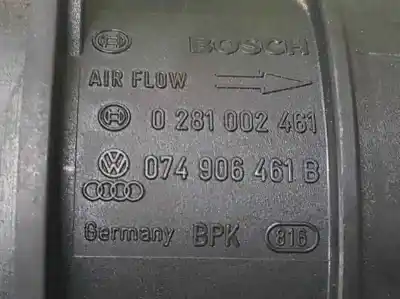 BOSCH
AIR FLOW
0 281 002 461
074 906 461 B
Germany BPK 816